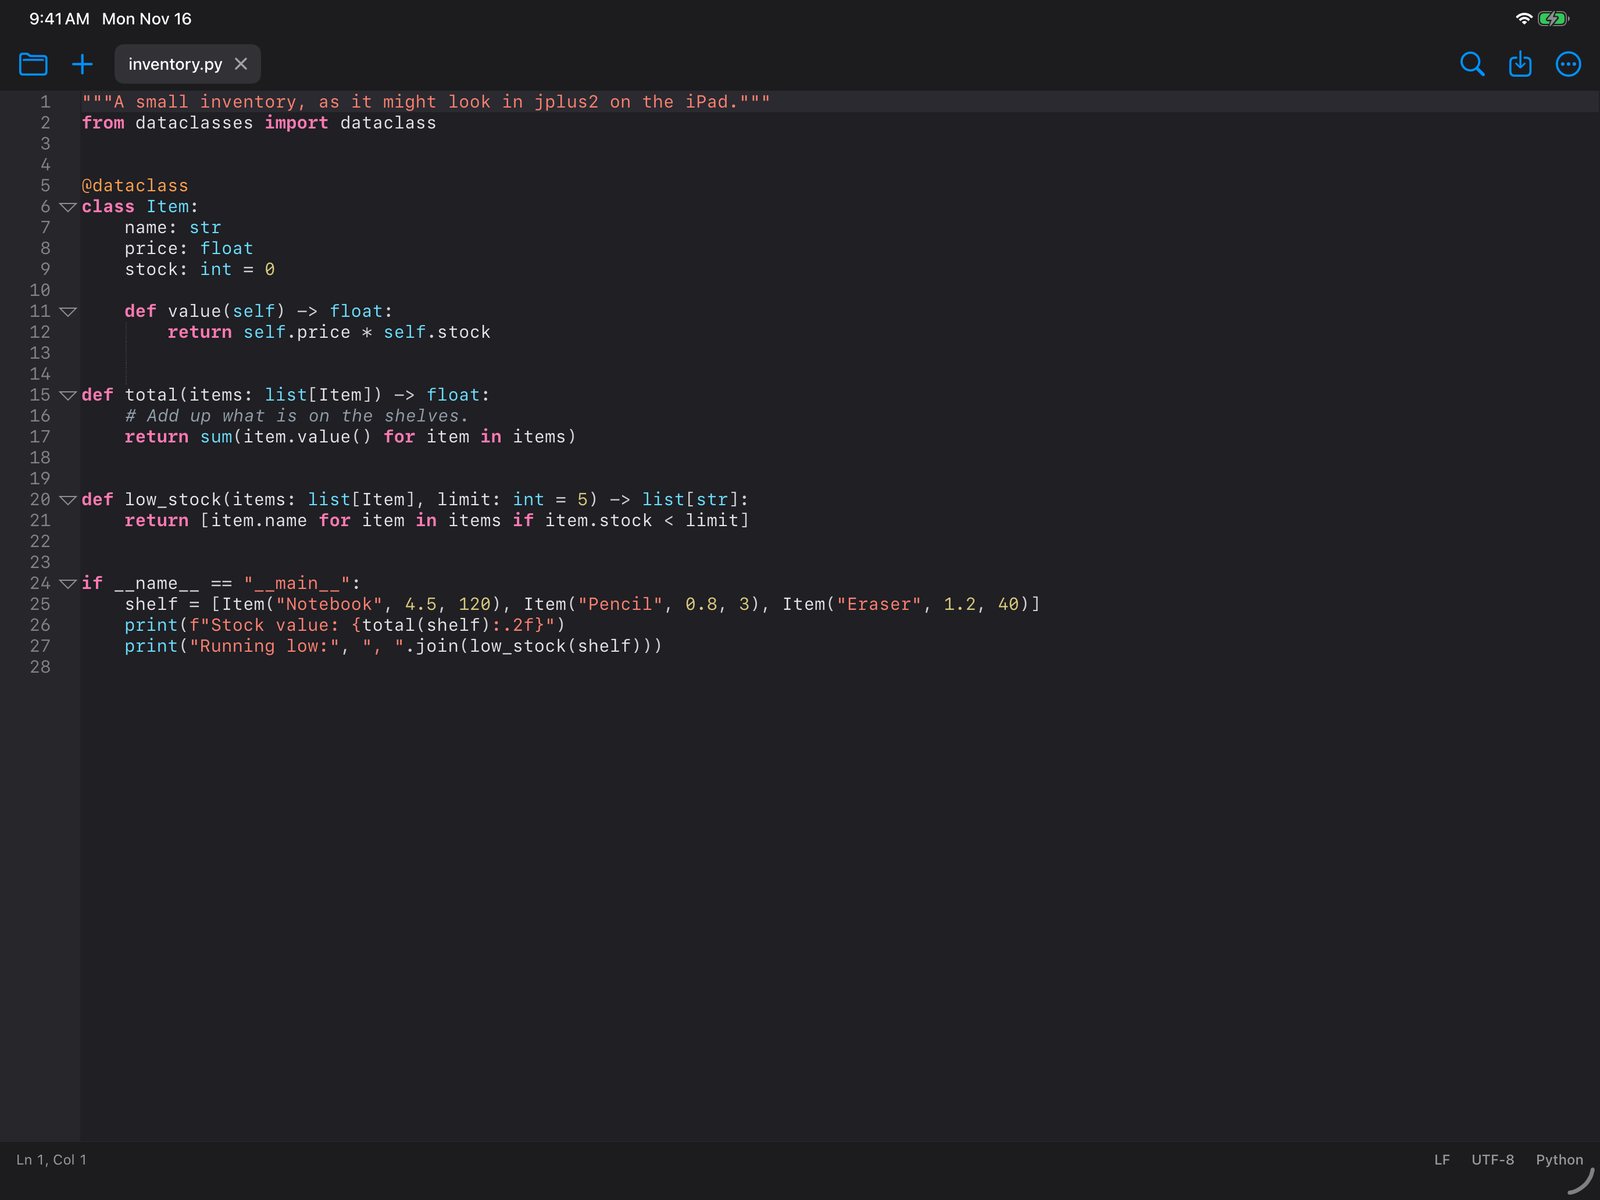 9:41 AM Mon Nov 16
inventory.py
1 """A small inventory, as it might look in jplus2 on the iPad."""
2 from dataclasses import dataclass
3
4
5 @dataclass
6 class Item:
7     name: str
8     price: float
9     stock: int = 0
10
11     def value(self) -> float:
12         return self.price * self.stock
13
14
15 def total(items: list[Item]) -> float:
16     # Add up what is on the shelves.
17     return sum(item.value() for item in items)
18
19
20 def low_stock(items: list[Item], limit: int = 5) -> list[str]:
21     return [item.name for item in items if item.stock < limit]
22
23
24 if __name__ == "__main__":
25     shelf = [Item("Notebook", 4.5, 120), Item("Pencil", 0.8, 3), Item("Eraser", 1.2, 40)]
26     print(f"Stock value: {total(shelf):.2f}")
27     print("Running low:", ", ".join(low_stock(shelf)))
28
Ln 1, Col 1 LF UTF-8 Python